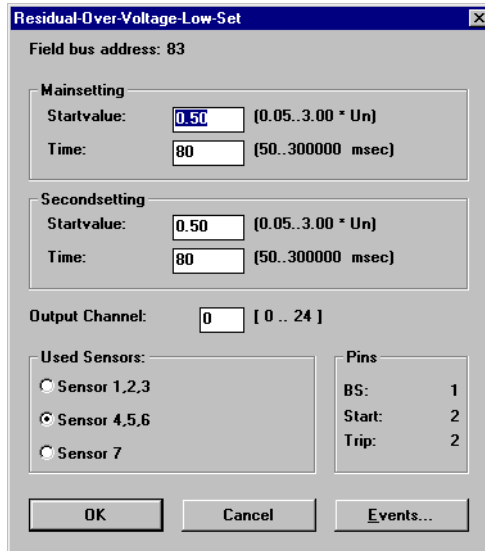 Residual-Over-Voltage-Low-Set
Field bus address: 83
Mainsetting
Startvalue: 0.50 (0.05..3.00 * Un)
Time: 80 (50..300000 msec)
Secondsetting
Startvalue: 0.50 (0.05..3.00 * Un)
Time: 80 (50..300000 msec)
Output Channel: 0 [ 0 .. 24 ]
Used Sensors:
Sensor 1,2,3
Sensor 4,5,6
Sensor 7
Pins
BS: 1
Start: 2
Trip: 2
OK Cancel Events...